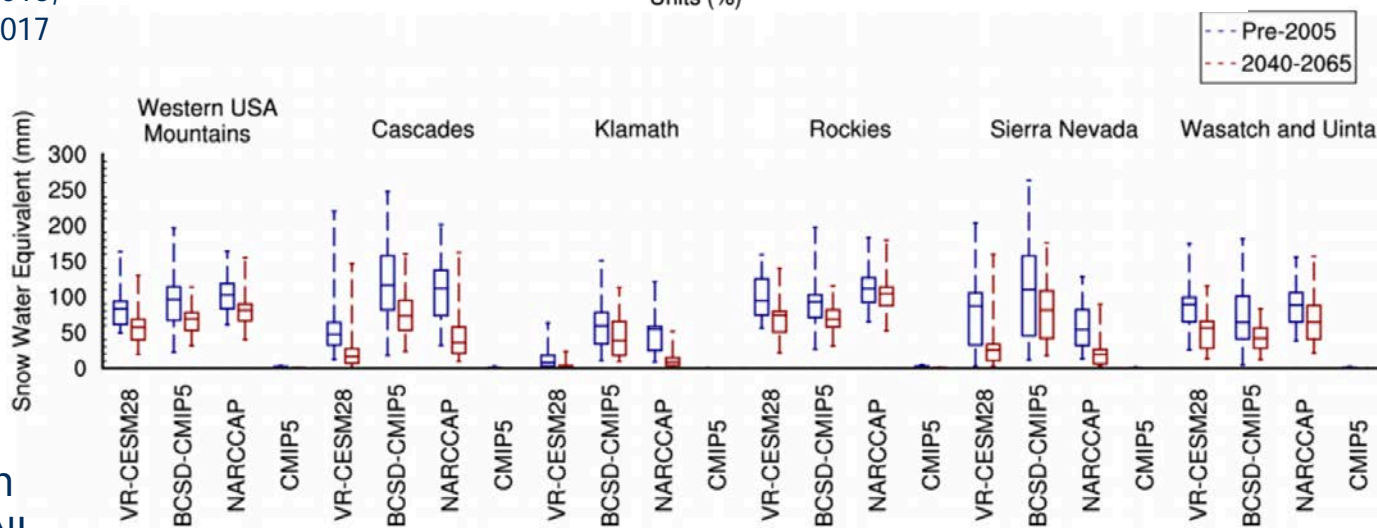 017
Units (%)
Pre-2005
2040-2065
Western USA
Mountains
Cascades
Klamath
Rockies
Sierra Nevada
Wasatch and Uinta
Snow Water Equivalent (mm)
300
250
200
150
100
50
0
VR-CESM28
BCSD-CMIP5
NARCCAP
CMIP5
VR-CESM28
BCSD-CMIP5
NARCCAP
CMIP5
VR-CESM28
BCSD-CMIP5
NARCCAP
CMIP5
VR-CESM28
BCSD-CMIP5
NARCCAP
CMIP5
VR-CESM28
BCSD-CMIP5
NARCCAP
CMIP5
VR-CESM28
BCSD-CMIP5
NARCCAP
CMIP5